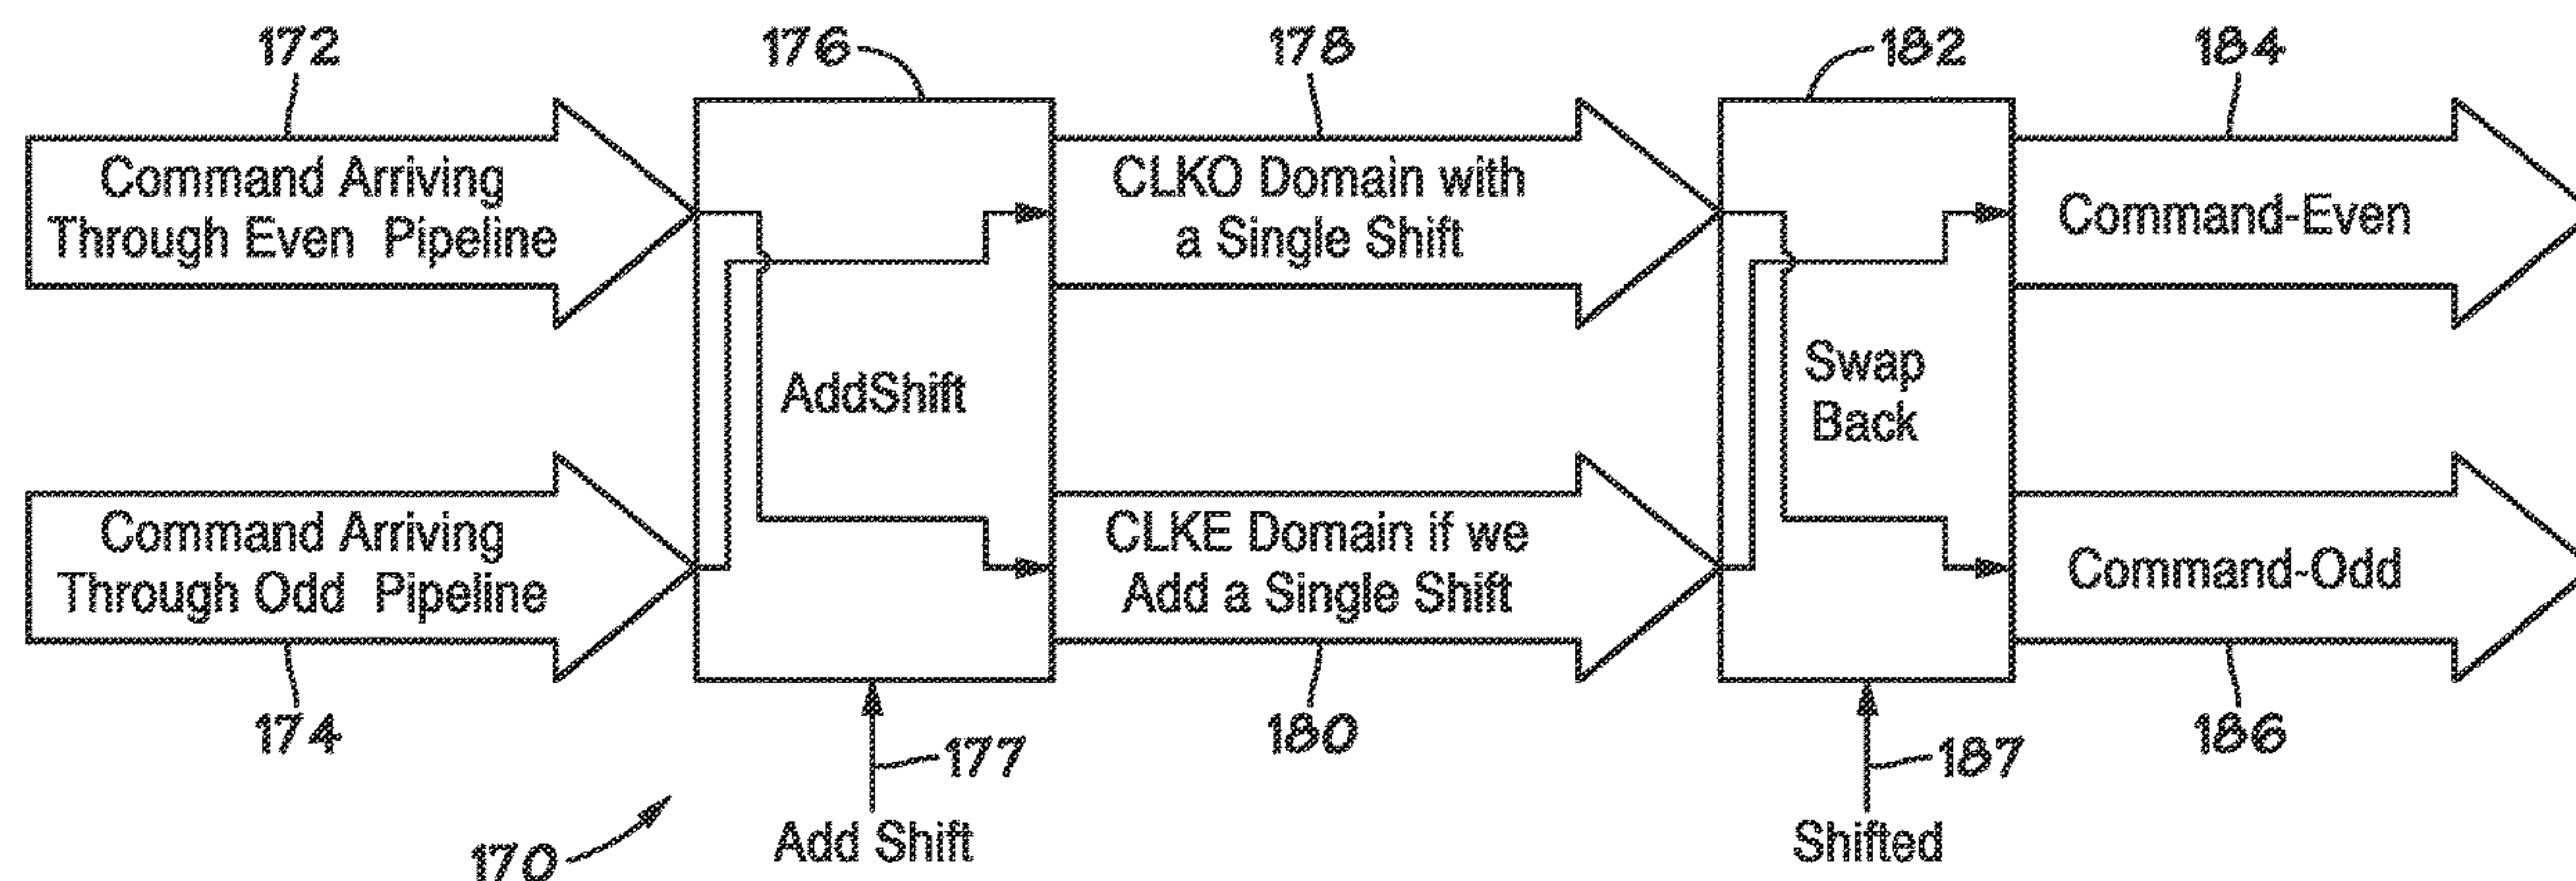 172
176
178
182
184
Command Arriving
Through Even Pipeline
CLKO Domain with
a Single Shift
Command-Even
AddShift
Swap
Back
Command Arriving
Through Odd Pipeline
CLKE Domain if we
Add a Single Shift
Command-Odd
174
177
180
187
186
170
Add Shift
Shifted